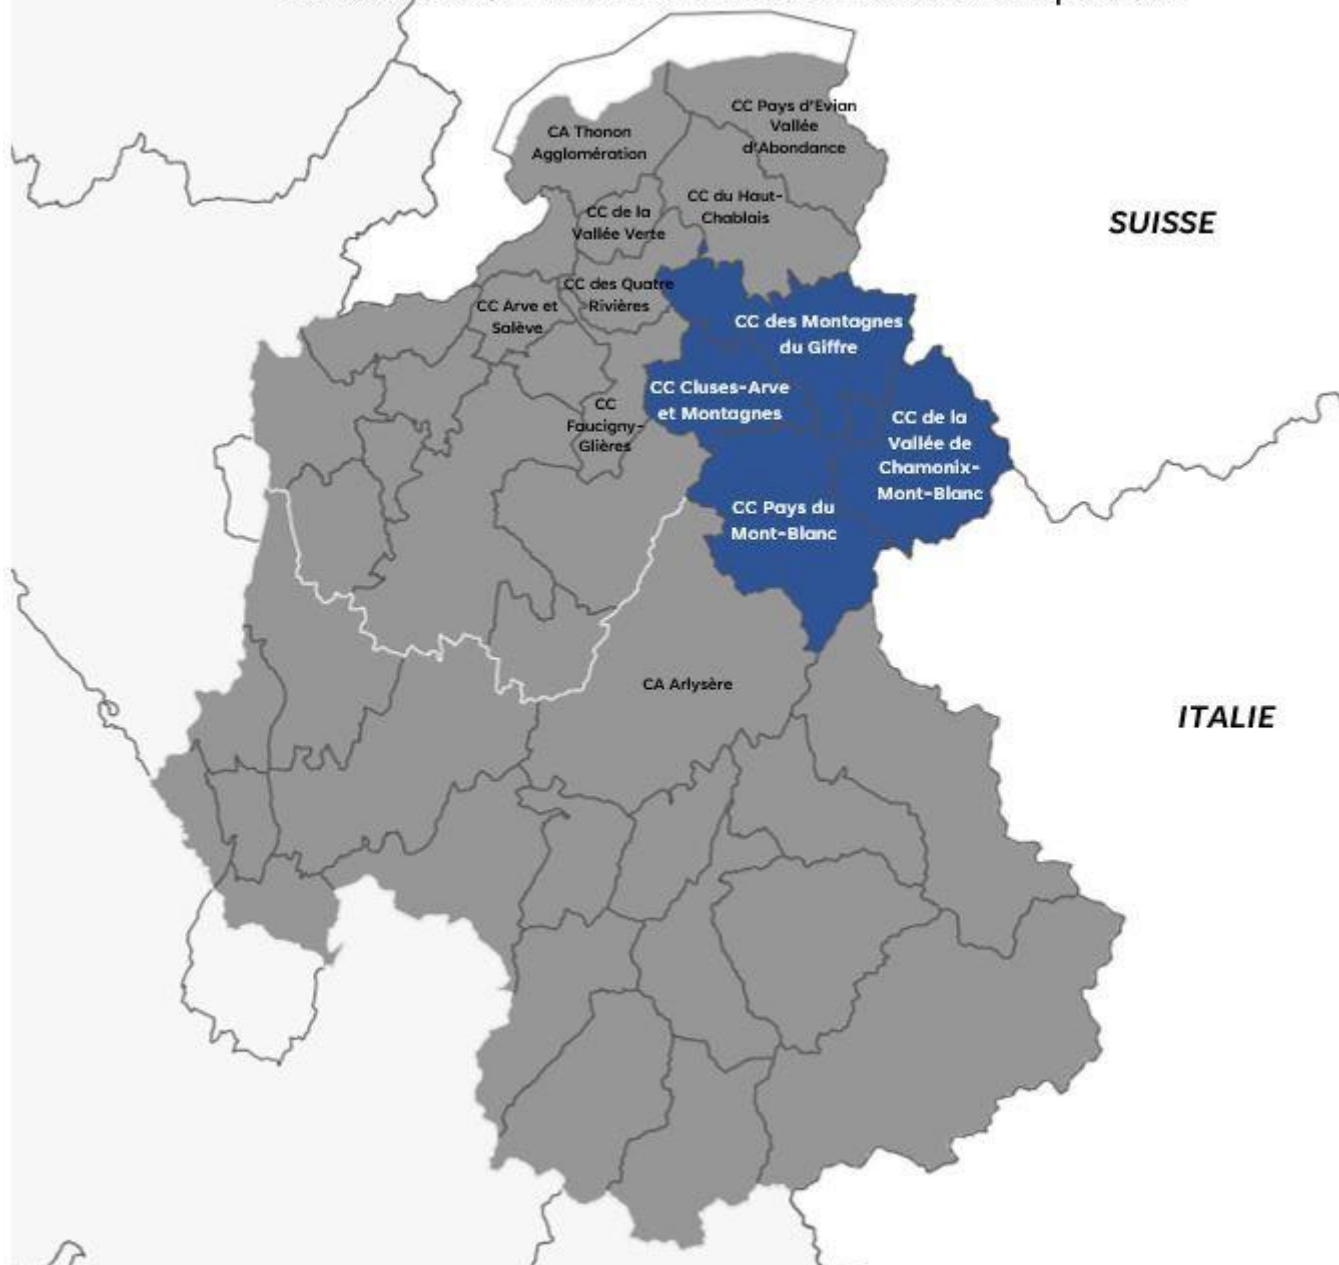 CC Pays d'Evian
Vallée
d'Abondance
CA Thonon
Agglomération
CC du Haut-
Chablais
CC de la
Vallée Verte
SUISSE
CC des Quatre
Rivières
CC Arve et
Salève
CC des Montagnes
du Giffre
CC Cluses-Arve
et Montagnes
CC
Faucigny-
Glières
CC de la
Vallée de
Chamonix-
Mont-Blanc
CC Pays du
Mont-Blanc
CA Arlysère
ITALIE